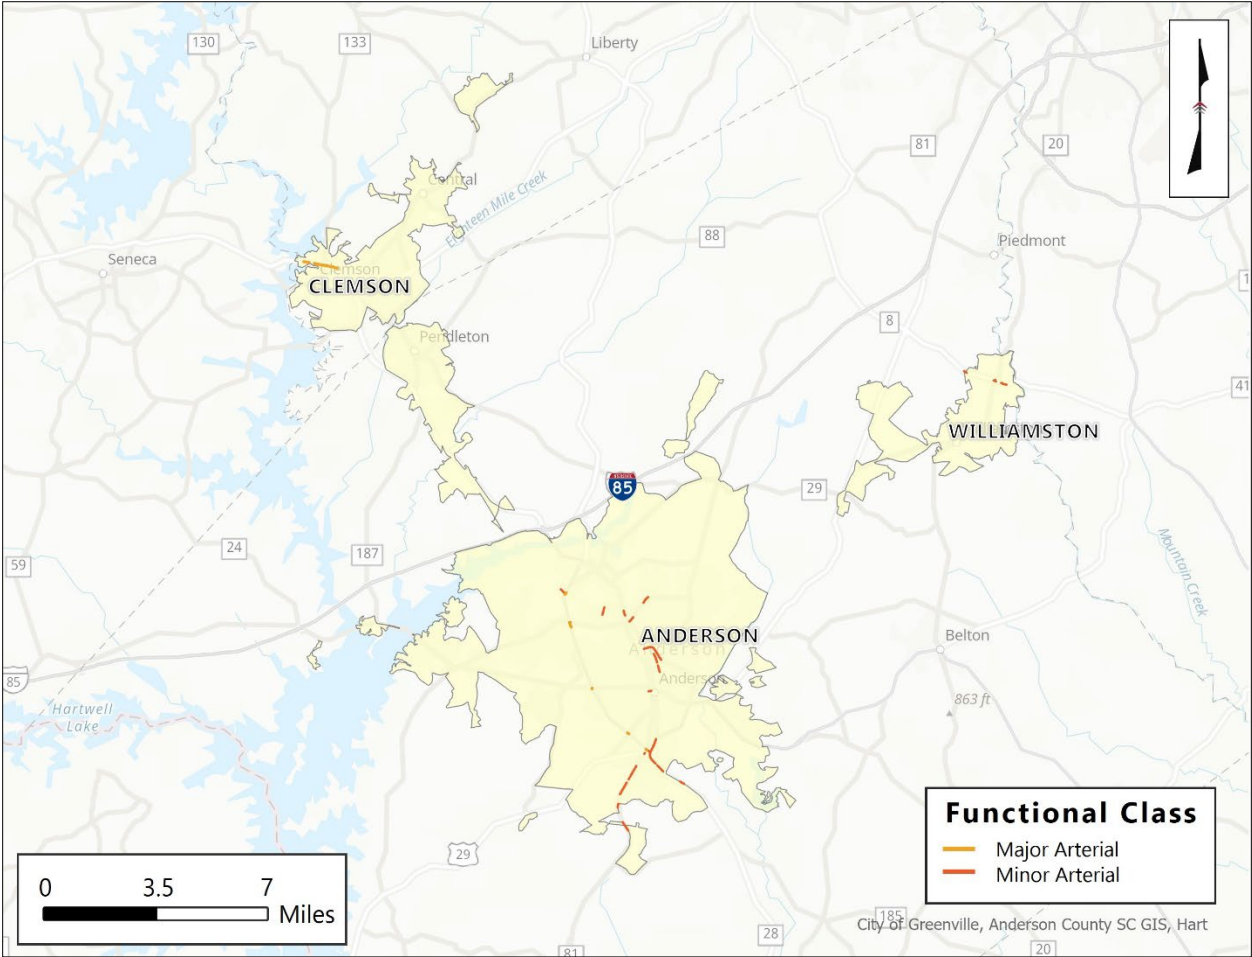 130
133
Liberty
81
20
Central
Eighteen Mile Creek
88
Seneca
Piedmont
Clemson
CLEMSON
8
Pendleton
41
WILLIAMSTON
85
29
24
187
59
Mountain Creek
ANDERSON
Anderson
Belton
Anderson
85
863 ft
Hartwell
Lake
29
Functional Class
Major Arterial
Minor Arterial
0 3.5 7
Miles
185
City of Greenville, Anderson County SC GIS, Hart
28
81
20